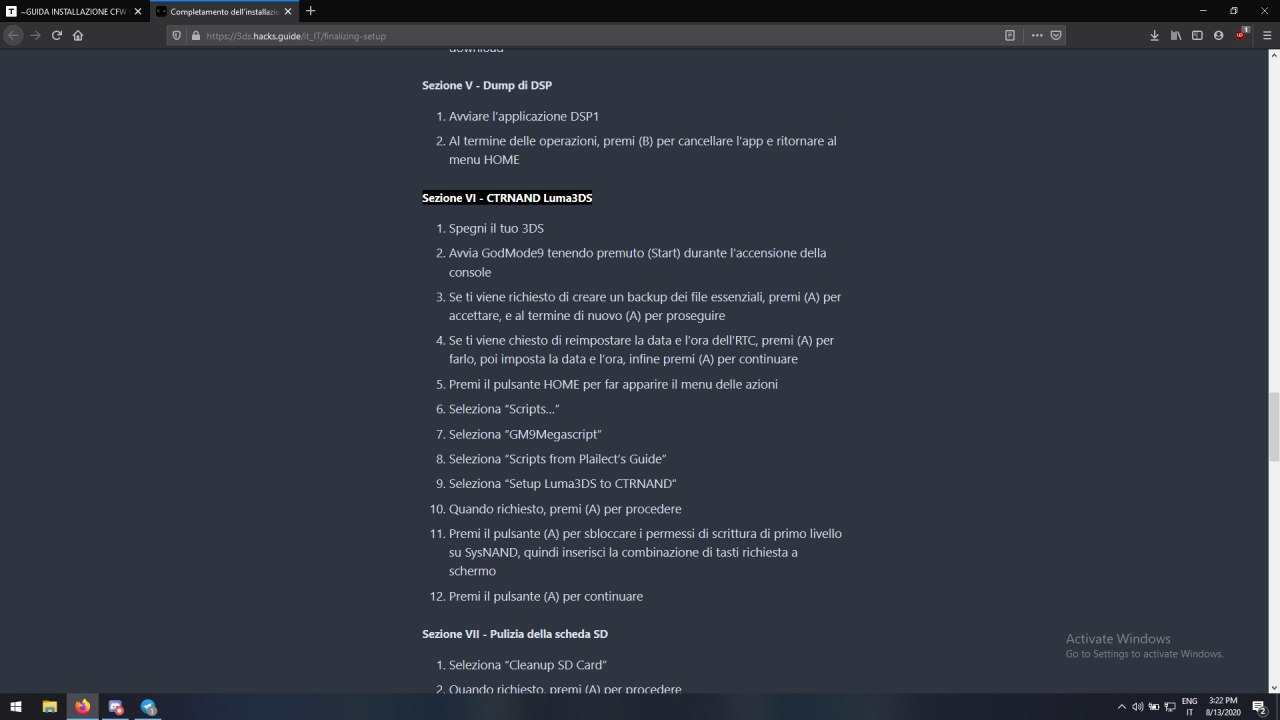 ~GUIDA INSTALLAZIONE CFW
Completamento dell'installazio
https://3ds.hacks.guide/it_IT/finalizing-setup
download
Sezione V - Dump di DSP
1. Avviare l'applicazione DSP1
2. Al termine delle operazioni, premi (B) per cancellare l'app e ritornare al
menu HOME
Sezione VI - CTRNAND Luma3DS
1. Spegni il tuo 3DS
2. Avvia GodMode9 tenendo premuto (Start) durante l'accensione della
console
3. Se ti viene richiesto di creare un backup dei file essenziali, premi (A) per
accettare, e al termine di nuovo (A) per proseguire
4. Se ti viene chiesto di reimpostare la data e l'ora dell'RTC, premi (A) per
farlo, poi imposta la data e l'ora, infine premi (A) per continuare
5. Premi il pulsante HOME per far apparire il menu delle azioni
6. Seleziona “Scripts…”
7. Seleziona “GM9Megascript”
8. Seleziona “Scripts from Plailect's Guide”
9. Seleziona “Setup Luma3DS to CTRNAND”
10. Quando richiesto, premi (A) per procedere
11. Premi il pulsante (A) per sbloccare i permessi di scrittura di primo livello
su SysNAND, quindi inserisci la combinazione di tasti richiesta a
schermo
12. Premi il pulsante (A) per continuare
Sezione VII - Pulizia della scheda SD
1. Seleziona “Cleanup SD Card”
2. Quando richiesto, premi (A) per procedere
Activate Windows
Go to Settings to activate Windows.
ENG
IT
3:22 PM
8/13/2020